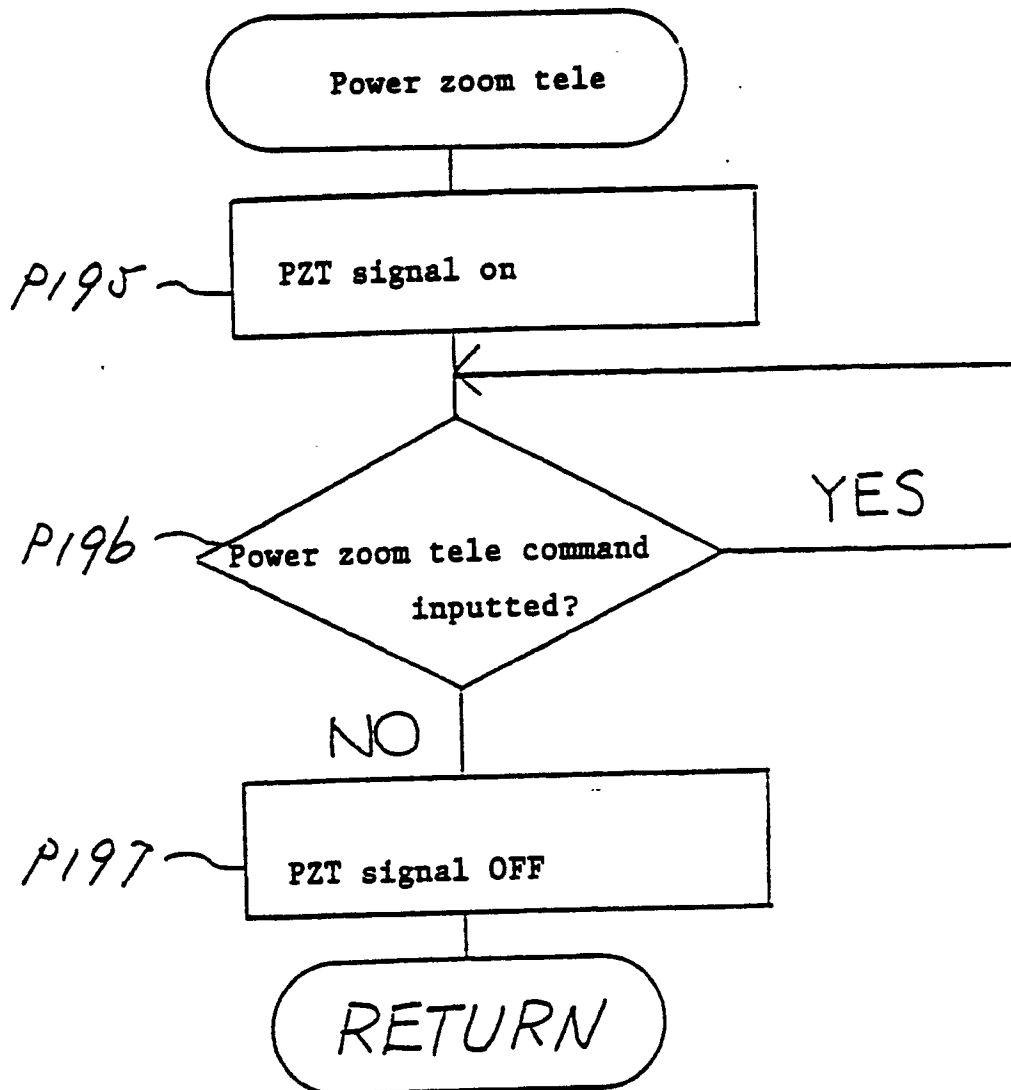 Power zoom tele
P195
PZT signal on
P196
Power zoom tele command
inputted?
YES
NO
P197
PZT signal OFF
RETURN